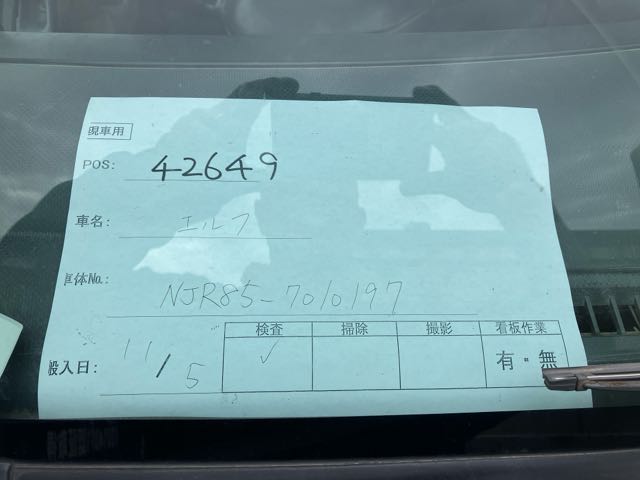 現車用
POS: 42649
車名: エルフ
車体No.: NJR85-7010197
搬入日: 11/5
検査 掃除 撮影 看板作業
✓ 有・無